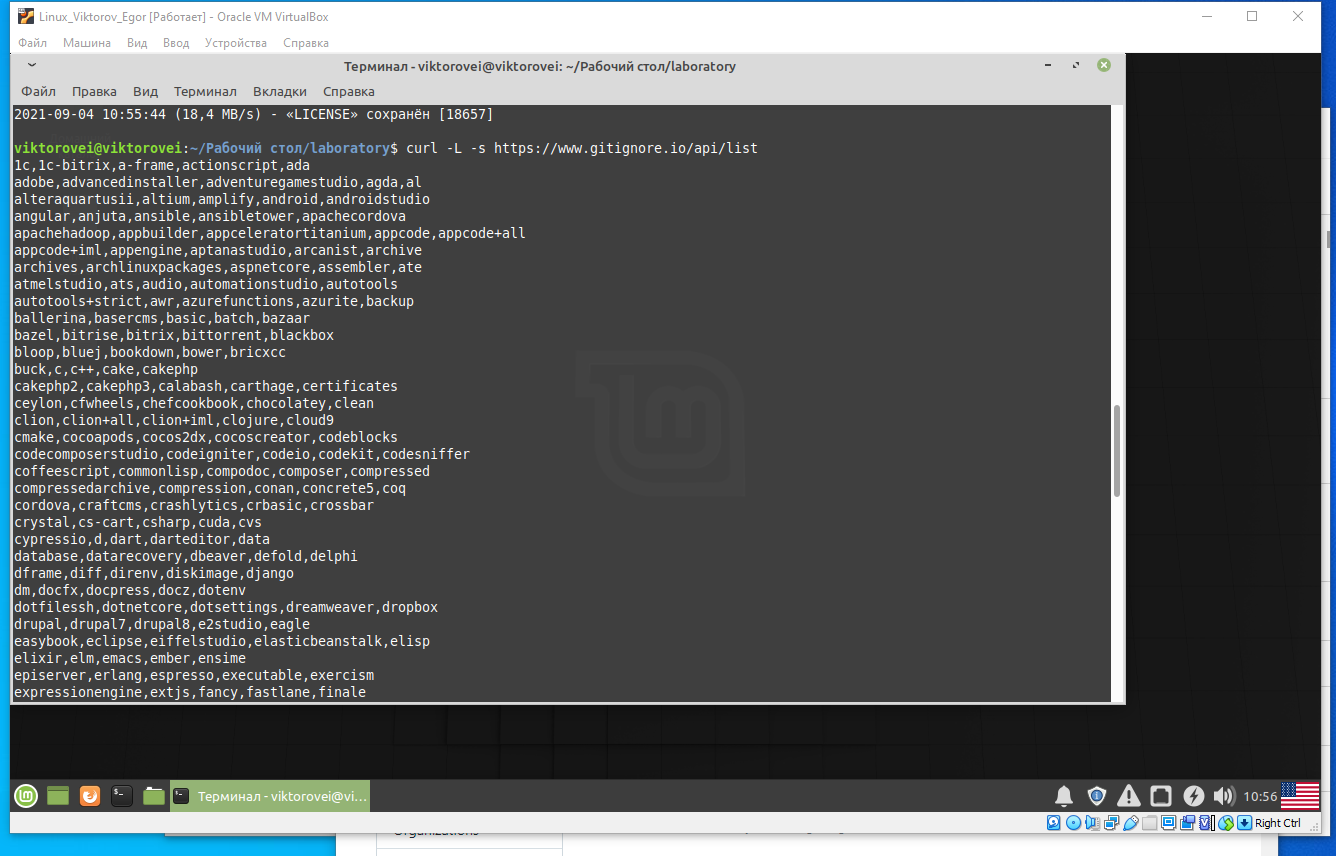 Linux_Viktorov_Egor [Работает] - Oracle VM VirtualBox
Файл Машина Вид Ввод Устройства Справка
Терминал - viktorovei@viktorovei: ~/Рабочий стол/laboratory
Файл Правка Вид Терминал Вкладки Справка
2021-09-04 10:55:44 (18,4 MB/s) - «LICENSE» сохранён [18657]
viktorovei@viktorovei:~/Рабочий стол/laboratory$ curl -L -s https://www.gitignore.io/api/list
1c,1c-bitrix,a-frame,actionscript,ada
adobe,advancedinstaller,adventuregamestudio,agda,al
alteraquartusii,altium,amplify,android,androidstudio
angular,anjuta,ansible,ansibletower,apachecordova
apachehadoop,appbuilder,appceleratortitanium,appcode,appcode+all
appcode+iml,appengine,aptanastudio,arcanist,archive
archives,archlinuxpackages,aspnetcore,assembler,ate
atmelstudio,ats,audio,automationstudio,autotools
autotools+strict,awr,azurefunctions,azurite,backup
ballerina,basercms,basic,batch,bazaar
bazel,bitrise,bitrix,bittorrent,blackbox
bloop,bluej,bookdown,bower,bricxcc
buck,c,c++,cake,cakephp
cakephp2,cakephp3,calabash,carthage,certificates
ceylon,cfwheels,chefcookbook,chocolatey,clean
clion,clion+all,clion+iml,clojure,cloud9
cmake,cocoapods,cocos2dx,cocoscreator,codeblocks
codecomposerstudio,codeigniter,codeio,codekit,codesniffer
coffeescript,commonlisp,compodoc,composer,compressed
compressedarchive,compression,conan,concrete5,coq
cordova,craftcms,crashlytics,crbasic,crossbar
crystal,cs-cart,csharp,cuda,cvs
cypressio,d,dart,darteditor,data
database,datarecovery,dbeaver,defold,delphi
dframe,diff,direnv,diskimage,django
dm,docfx,docpress,docz,dotenv
dotfilessh,dotnetcore,dotsettings,dreamweaver,dropbox
drupal,drupal7,drupal8,e2studio,eagle
easybook,eclipse,eiffelstudio,elasticbeanstalk,elisp
elixir,elm,emacs,ember,ensime
episerver,erlang,espresso,executable,exercism
expressionengine,extjs,fancy,fastlane,finale
Терминал - viktorovei@vi...
10:56
Right Ctrl
Organizations